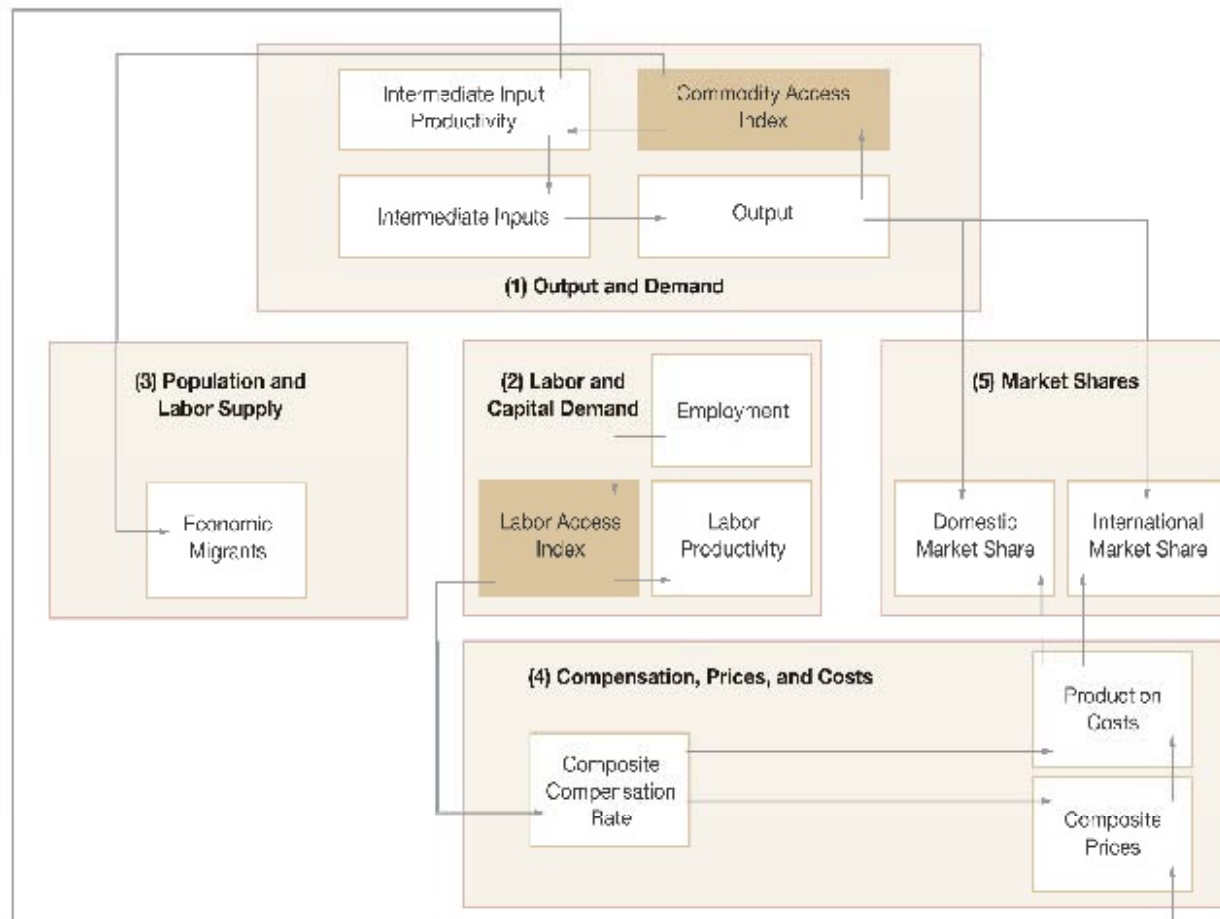 Intermediate Input
Productivity
Commodity Access
Index
Intermediate Inputs
Output
(1) Output and Demand
(3) Population and
Labor Supply
Economic
Migrants
(2) Labor and
Capital Demand
Employment
Labor Access
Index
Labor
Productivity
(5) Market Shares
Domestic
Market Share
International
Market Share
(4) Compensation, Prices, and Costs
Composite
Compensation
Rate
Production
Costs
Composite
Prices